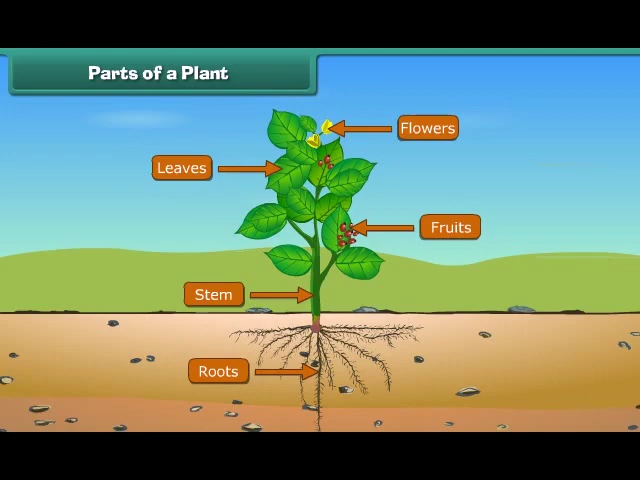 Parts of a Plant
Flowers
Leaves
Fruits
Stem
Roots